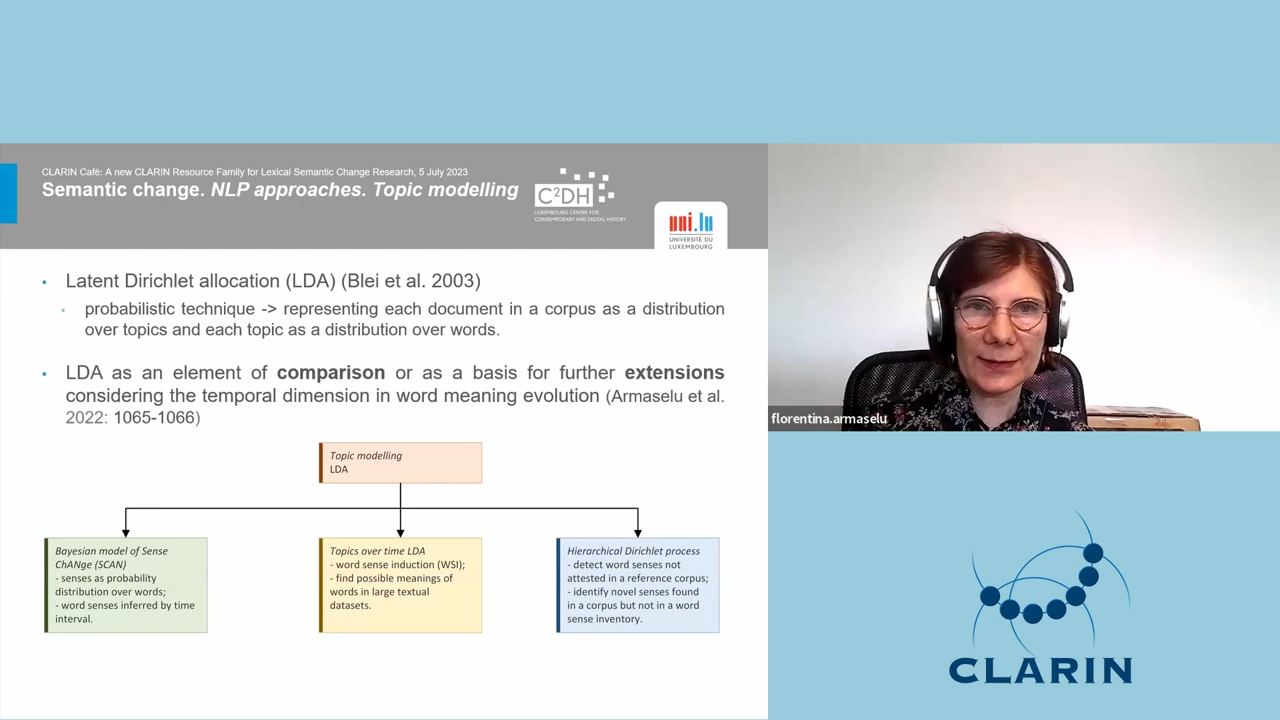 CLARIN Café: A new CLARIN Resource Family for Lexical Semantic Change Research, 5 July 2023
Semantic change. NLP approaches. Topic modelling
C²DH
LUXEMBOURG CENTRE FOR
CONTEMPORARY AND DIGITAL HISTORY
uni.lu
UNIVERSITÉ DU
LUXEMBOURG
• Latent Dirichlet allocation (LDA) (Blei et al. 2003)
• probabilistic technique -> representing each document in a corpus as a distribution
over topics and each topic as a distribution over words.
• LDA as an element of comparison or as a basis for further extensions
considering the temporal dimension in word meaning evolution (Armaselu et al.
2022: 1065-1066)
Topic modelling
LDA
Bayesian model of Sense
ChANge (SCAN)
- senses as probability
distribution over words;
- word senses inferred by time
interval.
Topics over time LDA
- word sense induction (WSI);
- find possible meanings of
words in large textual
datasets.
Hierarchical Dirichlet process
- detect word senses not
attested in a reference corpus;
- identify novel senses found
in a corpus but not in a word
sense inventory.
florentina.armaselu
CLARIN